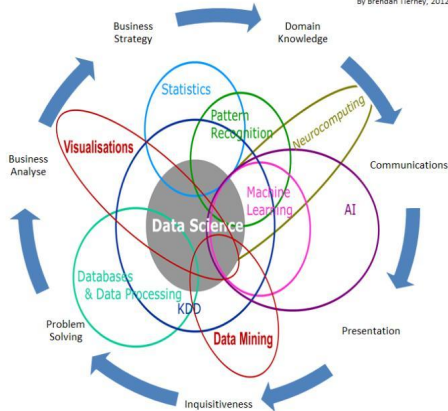 by Brendan Tierney, 2012
Business
Strategy
Domain
Knowledge
Statistics
Pattern
Recognition
Neurocomputing
Visualisations
Business
Analyse
Communications
Machine
Learning
AI
Data Science
Databases
& Data Processing
KDD
Data Mining
Problem
Solving
Presentation
Inquisitiveness